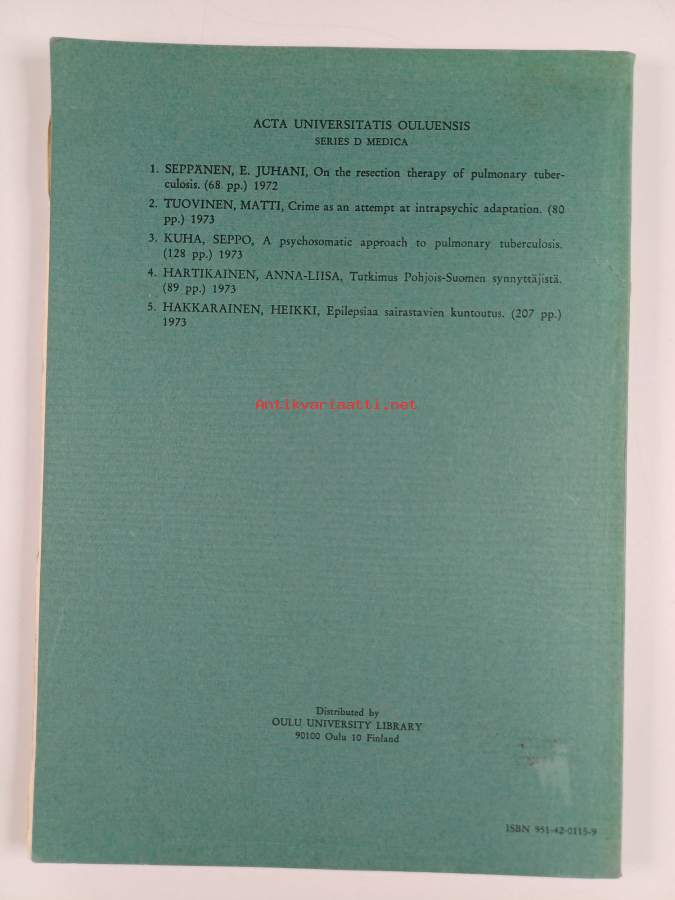 ACTA UNIVERSITATIS OULUENSIS
SERIES D MEDICA
1. SEPPÄNEN, E. JUHANI, On the resection therapy of pulmonary tuber-
culosis. (68 pp.) 1972
2. TUOVINEN, MATTI, Crime as an attempt at intrapsychic adaptation. (80
pp.) 1973
3. KUHA, SEPPO, A psychosomatic approach to pulmonary tuberculosis.
(128 pp.) 1973
4. HARTIKAINEN, ANNA-LIISA, Tutkimus Pohjois-Suomen synnyttäjistä.
(89 pp.) 1973
5. HAKKARAINEN, HEIKKI, Epilepsiaa sairastavien kuntoutus. (207 pp.)
1973
Antikvariaatti.net
Distributed by
OULU UNIVERSITY LIBRARY
90100 Oulu 10 Finland
ISBN 951-42-0115-9